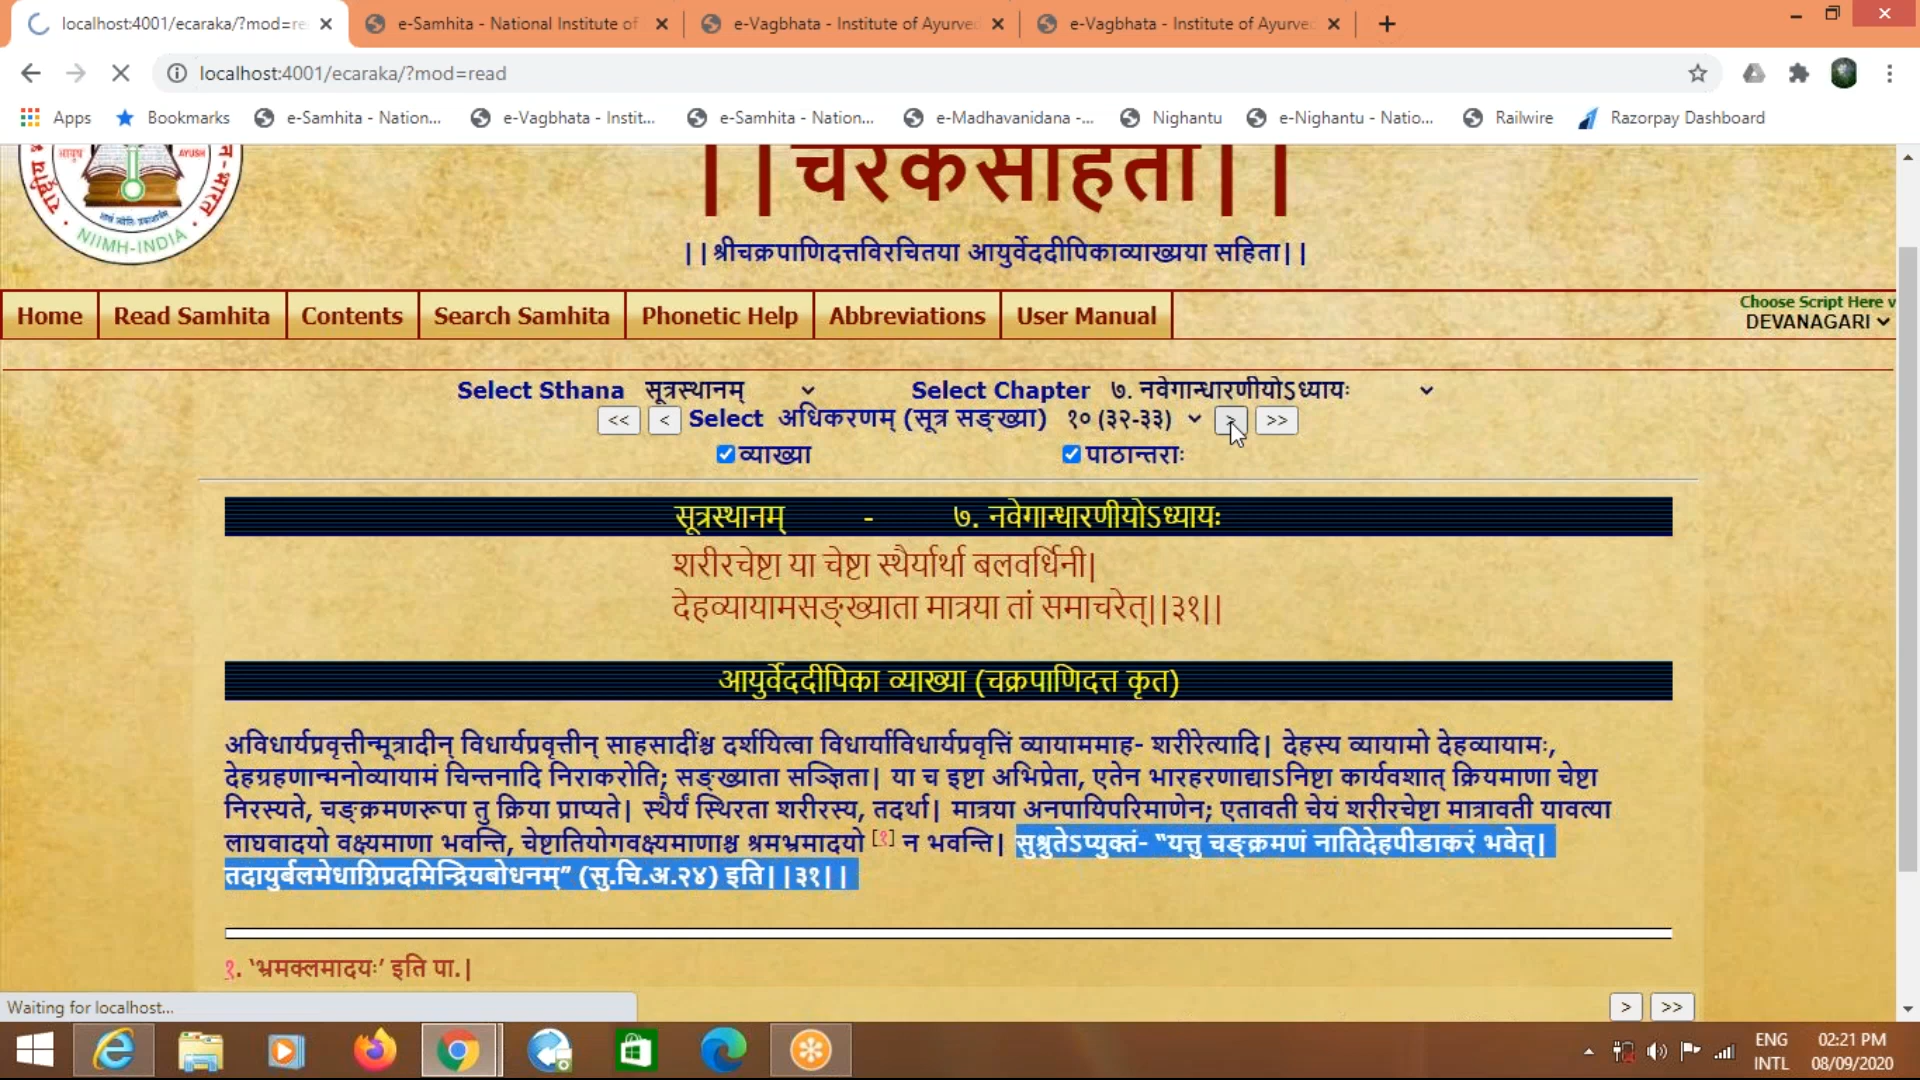 localhost:4001/ecaraka/?mod=re
e-Samhita - National Institute of
e-Vagbhata - Institute of Ayurve
e-Vagbhata - Institute of Ayurve
localhost:4001/ecaraka/?mod=read
Apps
Bookmarks
e-Samhita - Nation...
e-Vagbhata - Instit...
e-Samhita - Nation...
e-Madhavanidana -...
Nighantu
e-Nighantu - Natio...
Railwire
Razorpay Dashboard
AYUSH
NIIMH-INDIA
||चरकसंहिता||
||श्रीचक्रपाणिदत्तविरचितया आयुर्वेददीपिकाव्याख्यया सहिता||
Home
Read Samhita
Contents
Search Samhita
Phonetic Help
Abbreviations
User Manual
Choose Script Here v
DEVANAGARI
Select Sthana सूत्रस्थानम्
Select Chapter ७. नवेगान्धारणीयोऽध्यायः
<< < Select अधिकरणम् (सूत्र सङ्ख्या) १० (३२-३३) > >>
व्याख्या
पाठान्तराः
सूत्रस्थानम् - ७. नवेगान्धारणीयोऽध्यायः
शरीरचेष्टा या चेष्टा स्थैर्यार्था बलवर्धिनी|
देहव्यायामसङ्ख्याता मात्रया तां समाचरेत्||३१||
आयुर्वेददीपिका व्याख्या (चक्रपाणिदत्त कृत)
अविधार्यप्रवृत्तीन्मूत्रादीन् विधार्यप्रवृत्तीन् साहसादींश्च दर्शयित्वा विधार्याविधार्यप्रवृत्तिं व्यायाममाह- शरीरेत्यादि| देहस्य व्यायामो देहव्यायामः,
देहग्रहणान्मनोव्यायामं चिन्तनादि निराकरोति; सङ्ख्याता सञ्ज्ञिता| या च इष्टा अभिप्रेता, एतेन भारहरणाद्याऽनिष्टा कार्यवशात् क्रियमाणा चेष्टा
निरस्यते, चङ्क्रमणरूपा तु क्रिया प्राप्यते| स्थैर्यं स्थिरता शरीरस्य, तदर्था| मात्रया अनपायिपरिमाणेन; एतावती चेयं शरीरचेष्टा मात्रावती यावत्या
लाघवादयो वक्ष्यमाणा भवन्ति, चेष्टातियोगवक्ष्यमाणाश्च श्रमभ्रमादयो [१] न भवन्ति| सुश्रुतेऽप्युक्तं- “यत्तु चङ्क्रमणं नातिदेहपीडाकरं भवेत्|
तदायुर्बलमेधाग्निप्रदमिन्द्रियबोधनम्” (सु.चि.अ.२४) इति||३१||
१. ‘भ्रमक्लमादयः’ इति पा.|
> >>
Waiting for localhost...
ENG
INTL
02:21 PM
08/09/2020